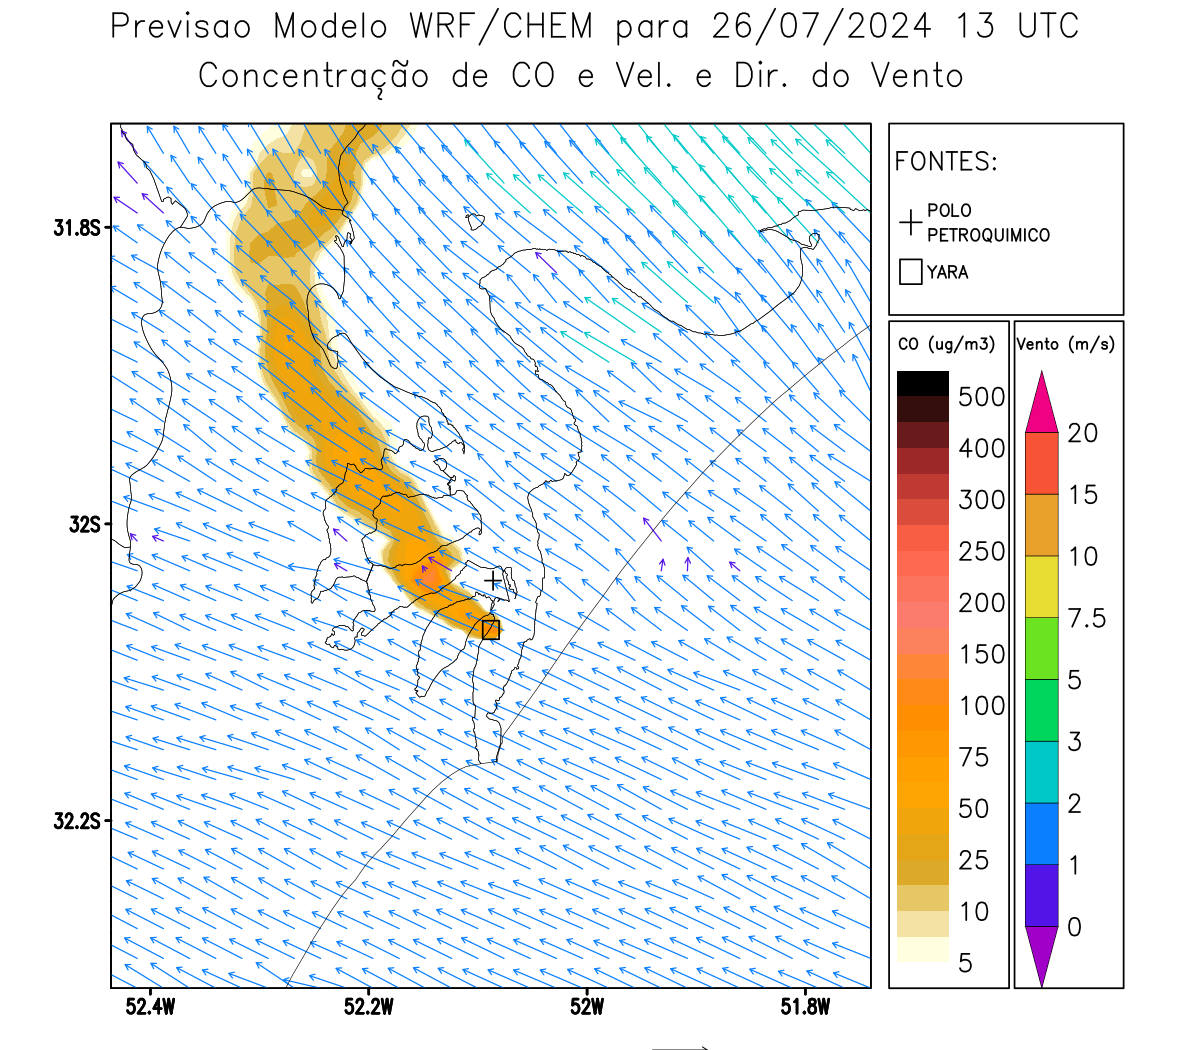 Previsao Modelo WRF/CHEM para 26/07/2024 13 UTC
Concentração de CO e Vel. e Dir. do Vento
FONTES:
POLO
PETROQUIMICO
YARA
31.8S
32S
32.2S
52.4W
52.2W
52W
51.8W
CO (ug/m3)
500
400
300
250
200
150
100
75
50
25
10
5
Vento (m/s)
20
15
10
7.5
5
3
2
1
0